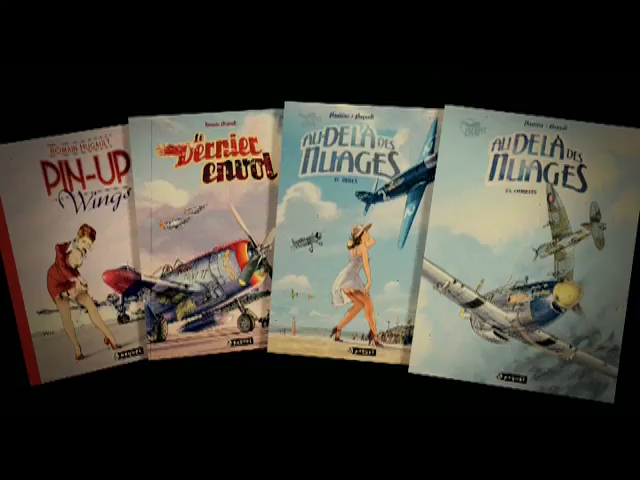 ROMAIN HUGAULT
PIN-UP
Wings
PAQUET
Le
Dernier
envol
PAQUET
AU DELÀ DES
NUAGES
PAQUET
AU DELÀ DES
NUAGES
PAQUET